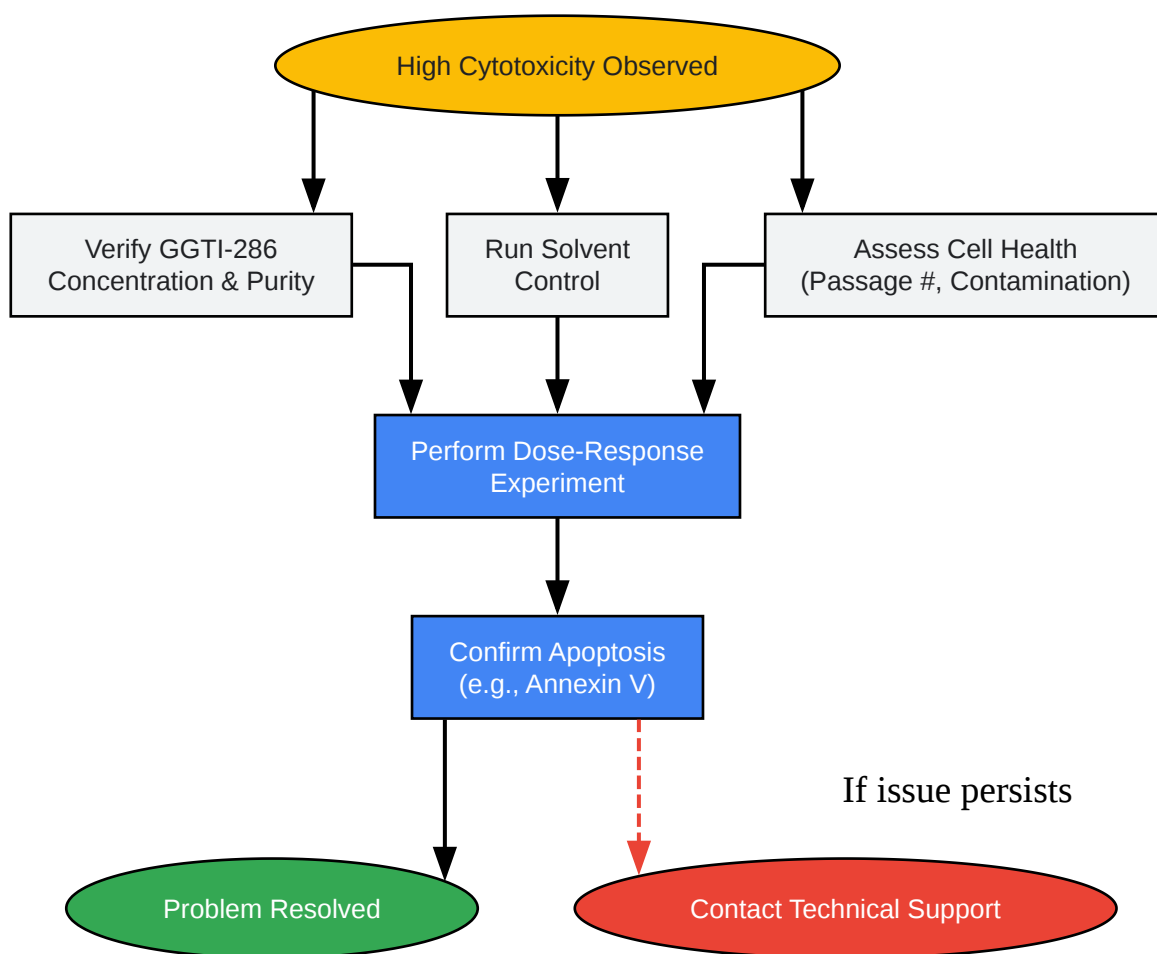 High Cytotoxicity Observed
Verify GGTI-286
Concentration & Purity
Run Solvent
Control
Assess Cell Health
(Passage #, Contamination)
Perform Dose-Response
Experiment
Confirm Apoptosis
(e.g., Annexin V)
If issue persists
Problem Resolved
Contact Technical Support